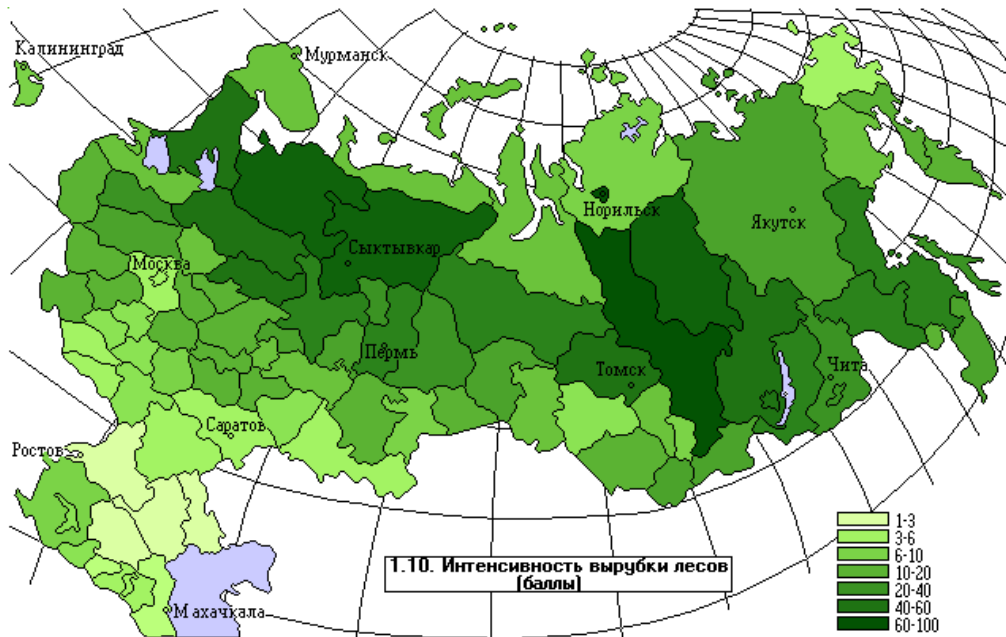 Калининград
Мурманск
Норильск
Якутск
Сыктывкар
Москва
Пермь
Томск
Чита
Саратов
Ростов
Махачкала
1.10. Интенсивность вырубки лесов
(баллы)
1-3
3-6
6-10
10-20
20-40
40-60
60-100